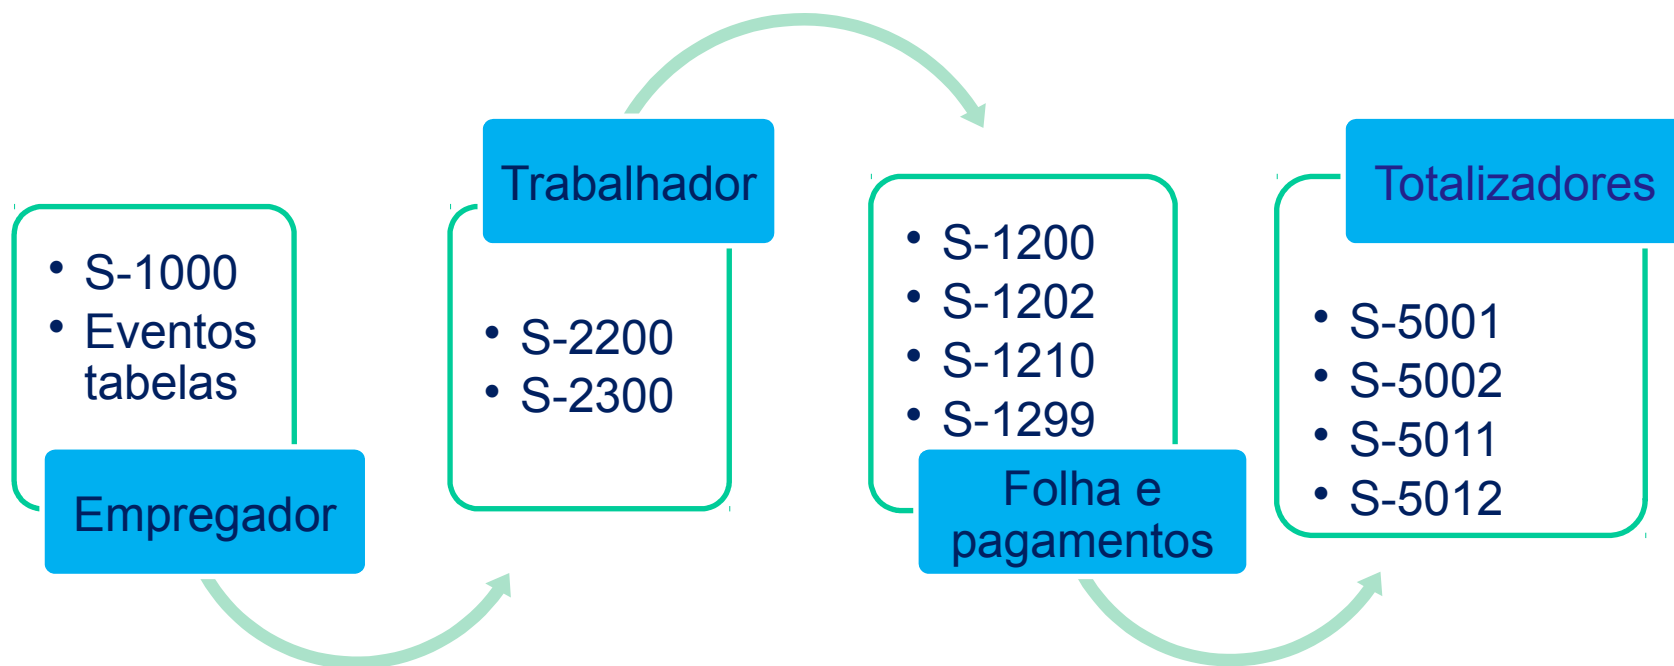 • S-1000
• Eventos
tabelas
Empregador
Trabalhador
• S-2200
• S-2300
• S-1200
• S-1202
• S-1210
• S-1299
Folha e
pagamentos
Totalizadores
• S-5001
• S-5002
• S-5011
• S-5012